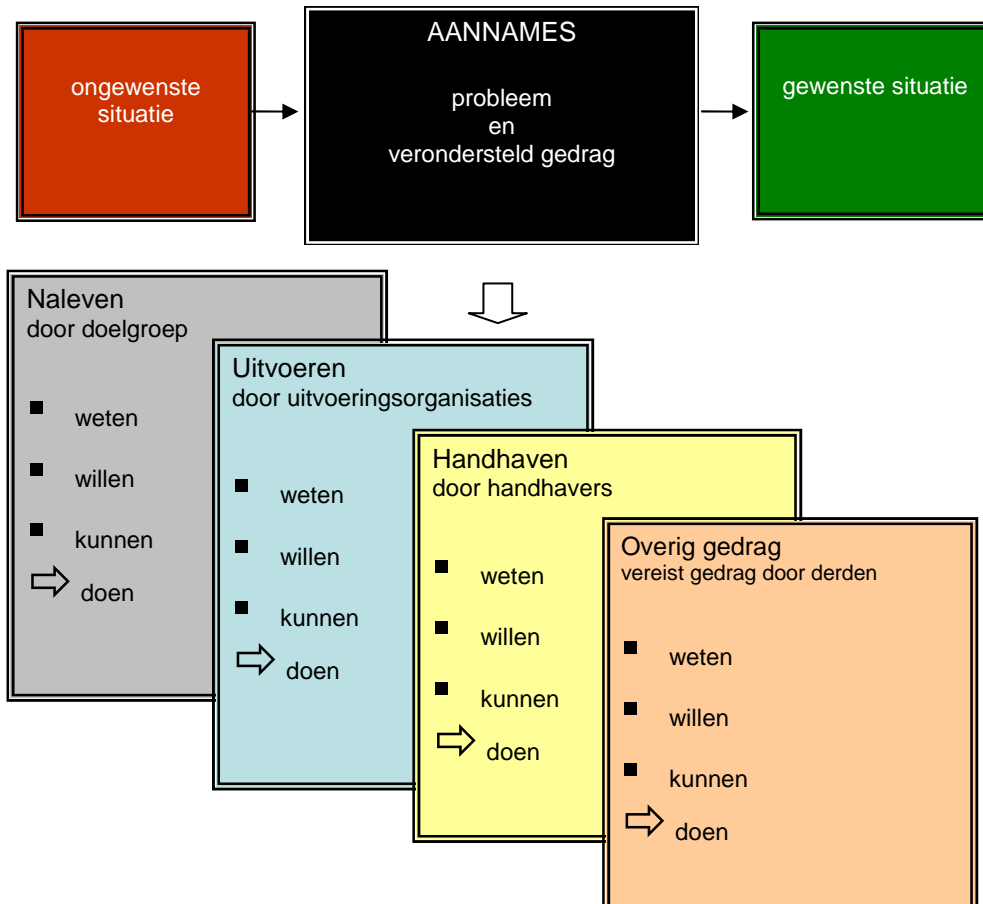 ongewenste
situatie
AANNAMES
probleem
en
verondersteld gedrag
gewenste situatie
Naleven
door doelgroep
■ weten
■ willen
■ kunnen
⇨ doen
Uitvoeren
door uitvoeringsorganisaties
■ weten
■ willen
■ kunnen
⇨ doen
Handhaven
door handhavers
■ weten
■ willen
■ kunnen
⇨ doen
Overig gedrag
vereist gedrag door derden
■ weten
■ willen
■ kunnen
⇨ doen